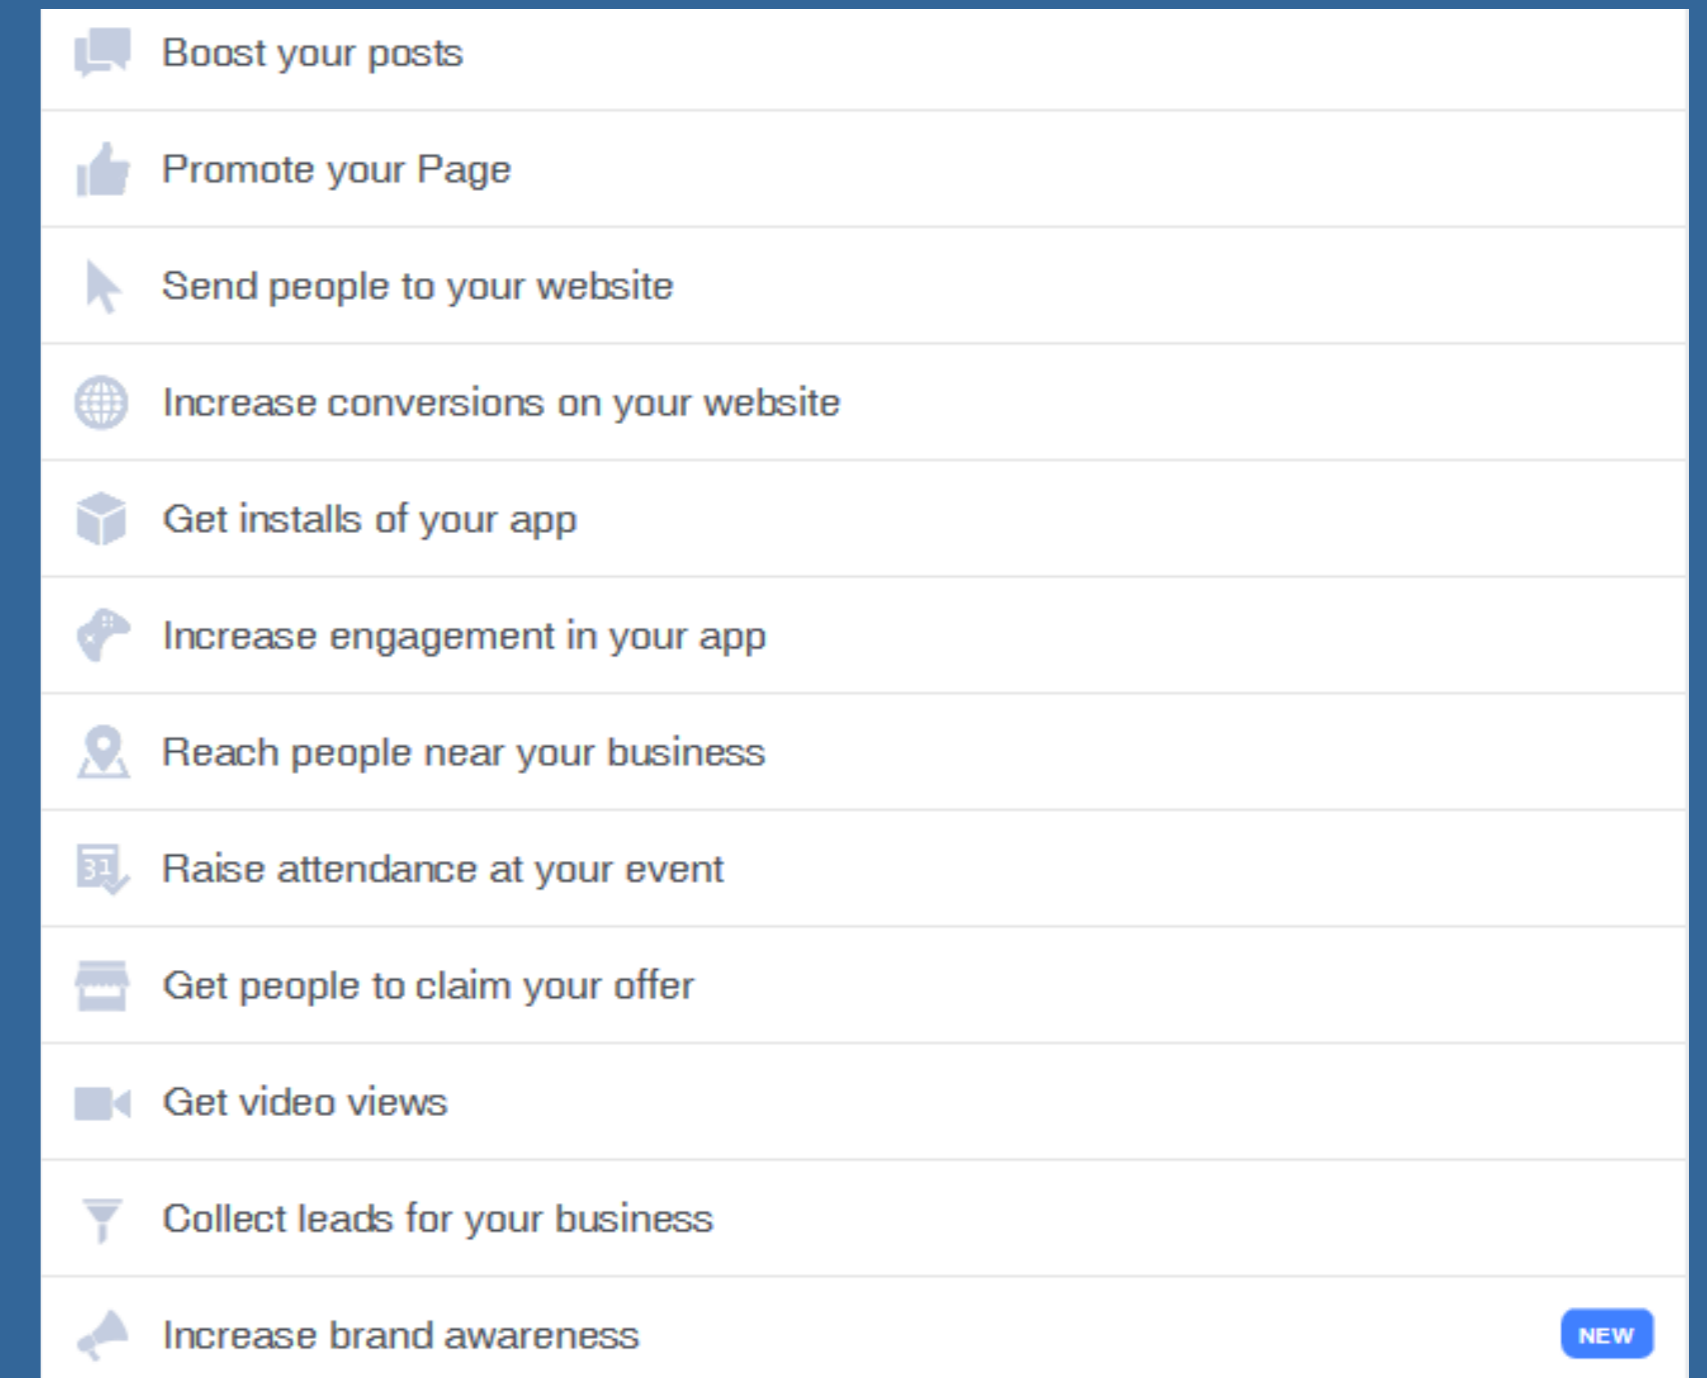 Boost your posts
Promote your Page
Send people to your website
Increase conversions on your website
Get installs of your app
Increase engagement in your app
Reach people near your business
31
Raise attendance at your event
Get people to claim your offer
Get video views
Collect leads for your business
Increase brand awareness
NEW